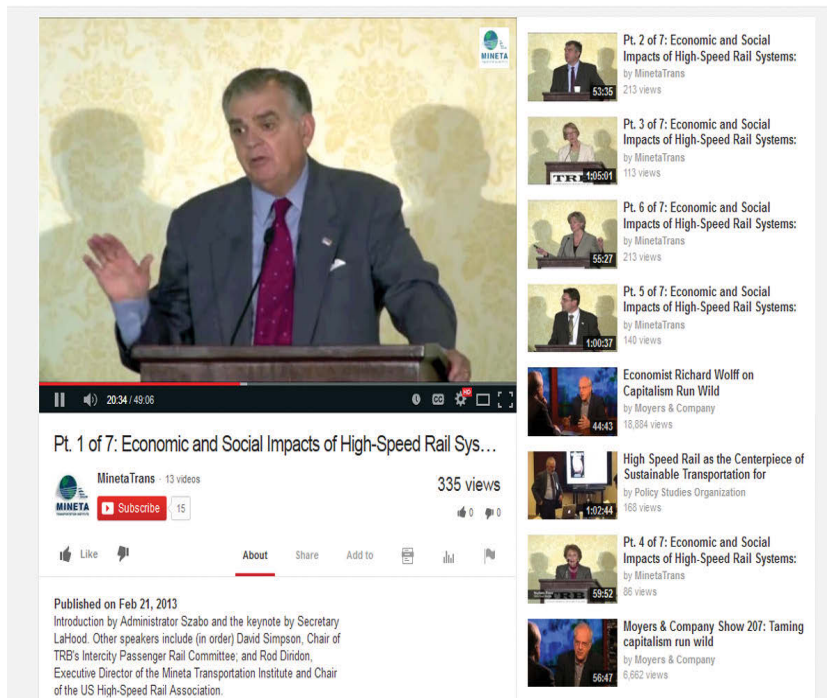 MINETA
20:34 / 49:06
CC
HD
Pt. 1 of 7: Economic and Social Impacts of High-Speed Rail Sys...
MinetaTrans · 13 videos
335 views
MINETA
Subscribe
15
0
0
Like
About
Share
Add to
Published on Feb 21, 2013
Introduction by Administrator Szabo and the keynote by Secretary
LaHood. Other speakers include (in order) David Simpson, Chair of
TRB's Intercity Passenger Rail Committee; and Rod Diridon,
Executive Director of the Mineta Transportation Institute and Chair
of the US High-Speed Rail Association.
53:35
Pt. 2 of 7: Economic and Social
Impacts of High-Speed Rail Systems:
by MinetaTrans
213 views
TRB
1:05:01
Pt. 3 of 7: Economic and Social
Impacts of High-Speed Rail Systems:
by MinetaTrans
113 views
55:27
Pt. 6 of 7: Economic and Social
Impacts of High-Speed Rail Systems:
by MinetaTrans
213 views
1:00:37
Pt. 5 of 7: Economic and Social
Impacts of High-Speed Rail Systems:
by MinetaTrans
140 views
44:43
Economist Richard Wolff on
Capitalism Run Wild
by Moyers & Company
18,884 views
1:02:44
High Speed Rail as the Centerpiece of
Sustainable Transportation for
by Policy Studies Organization
168 views
TRB
59:52
Pt. 4 of 7: Economic and Social
Impacts of High-Speed Rail Systems:
by MinetaTrans
86 views
56:47
Moyers & Company Show 207: Taming
capitalism run wild
by Moyers & Company
6,662 views